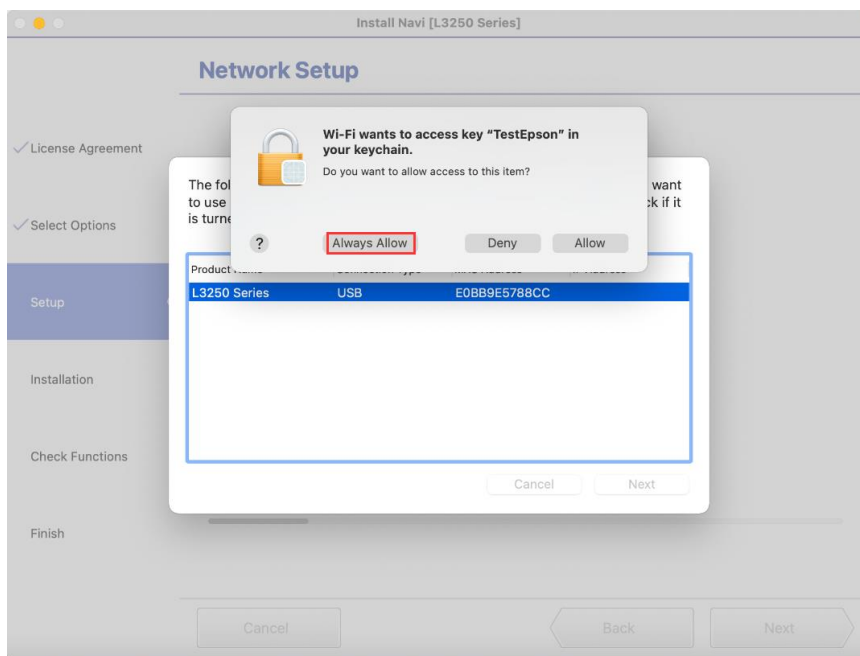 Install Navi [L3250 Series]
Network Setup
License Agreement
Select Options
Setup
Installation
Check Functions
Finish
Wi-Fi wants to access key “TestEpson” in
your keychain.
Do you want to allow access to this item?
?
Always Allow
Deny
Allow
The fol
want
to use
ck if it
is turne
Product
L3250 Series USB E0BB9E5788CC
Cancel
Next
Cancel
Back
Next